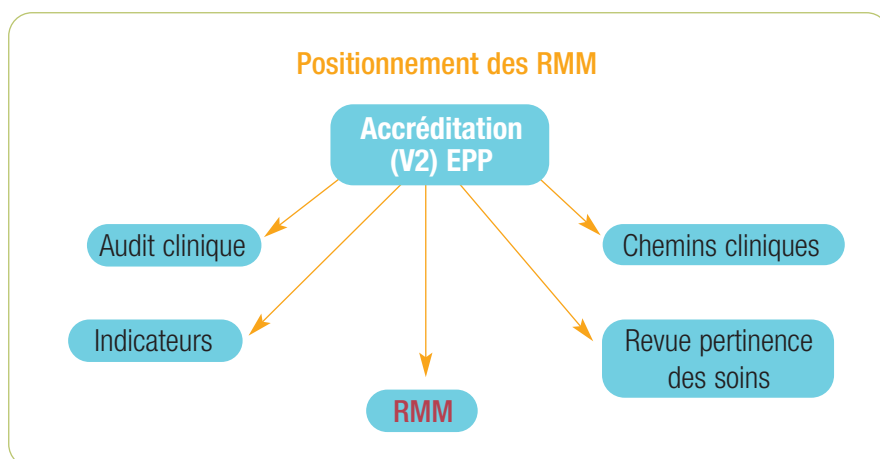 Positionnement des RMM
Accréditation
(V2) EPP
Audit clinique
Chemins cliniques
Indicateurs
Revue pertinence
des soins
RMM